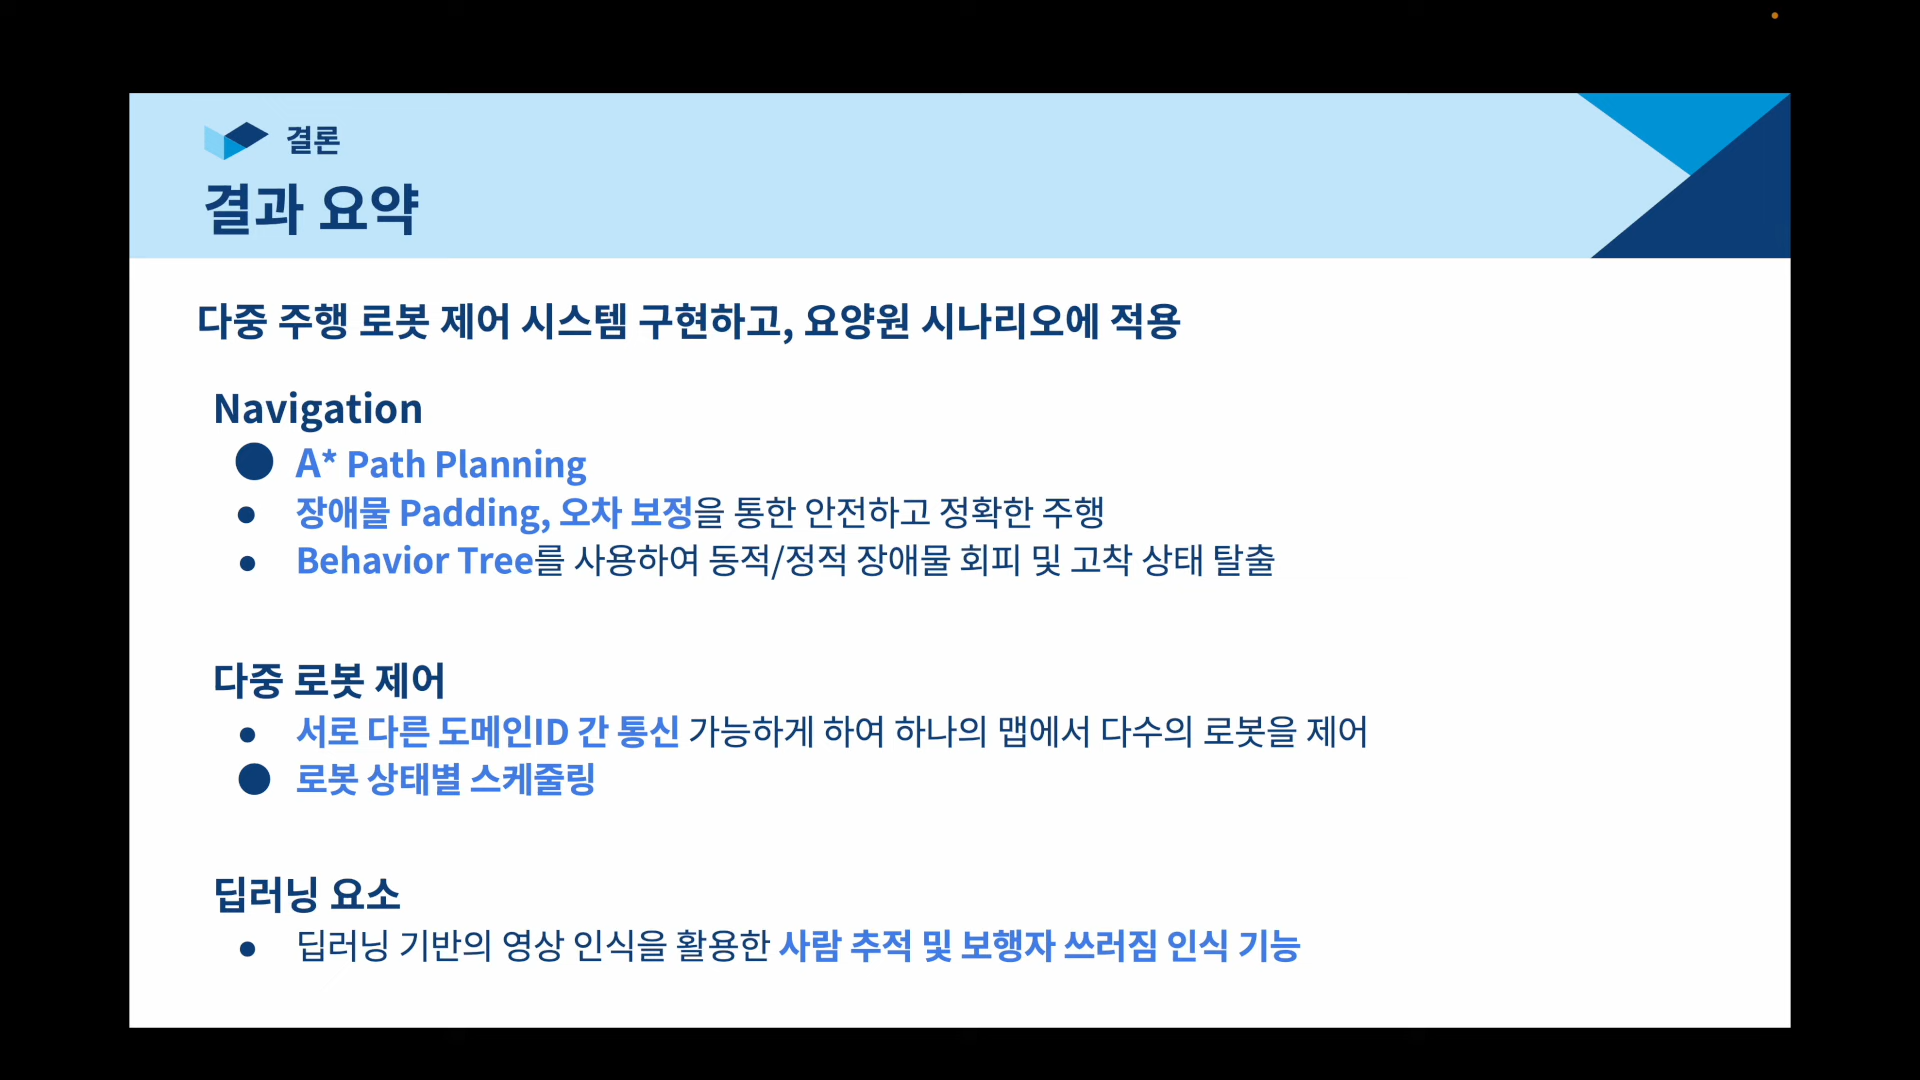 결론
결과 요약
다중 주행 로봇 제어 시스템 구현하고, 요양원 시나리오에 적용
Navigation
● A* Path Planning
● 장애물 Padding, 오차 보정을 통한 안전하고 정확한 주행
● Behavior Tree를 사용하여 동적/정적 장애물 회피 및 고착 상태 탈출
다중 로봇 제어
● 서로 다른 도메인ID 간 통신 가능하게 하여 하나의 맵에서 다수의 로봇을 제어
● 로봇 상태별 스케줄링
딥러닝 요소
● 딥러닝 기반의 영상 인식을 활용한 사람 추적 및 보행자 쓰러짐 인식 기능